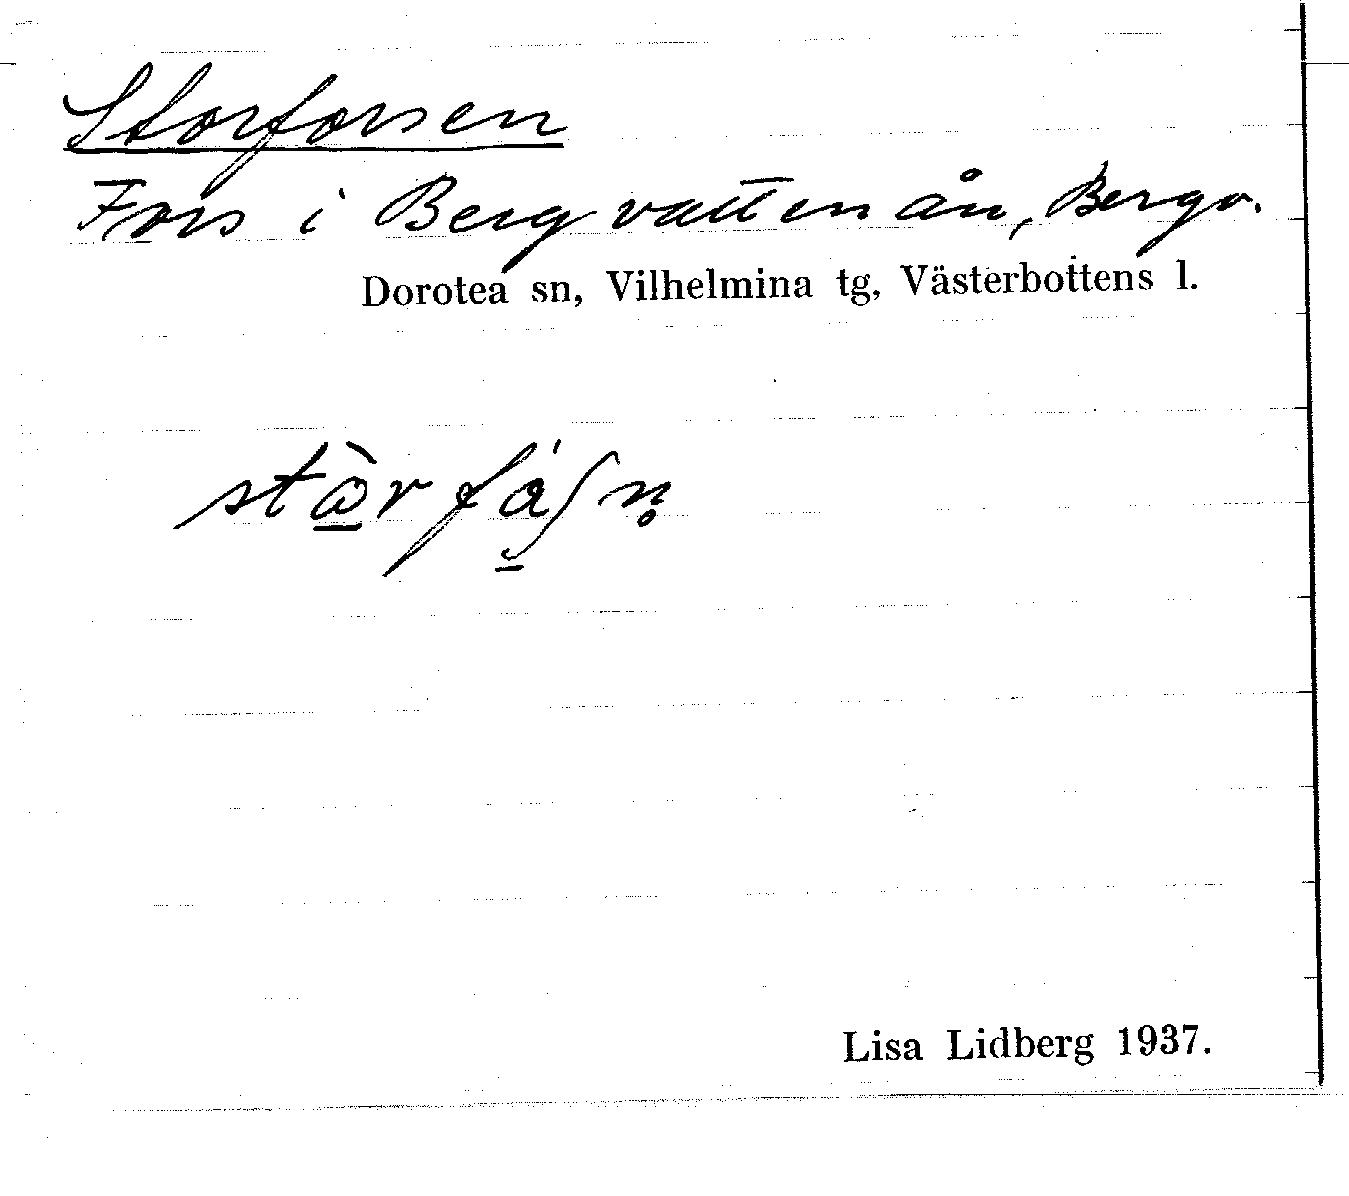 Storforsen
Fors i Bergvattenån, Bergv.
Dorotea sn, Vilhelmina tg, Västerbottens l.
Lisa Lidberg 1937.